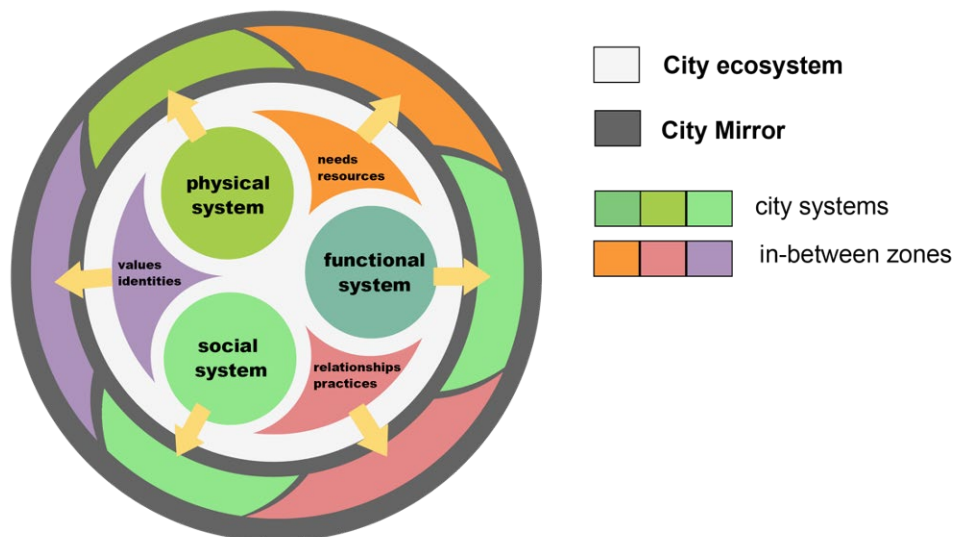 physical
system
needs
resources
functional
system
values
identities
social
system
relationships
practices
City ecosystem
City Mirror
city systems
in-between zones